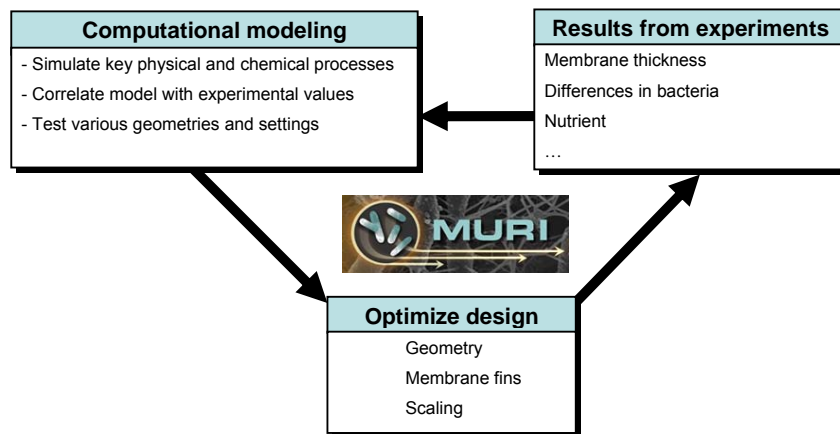 Computational modeling
- Simulate key physical and chemical processes
- Correlate model with experimental values
- Test various geometries and settings
Results from experiments
Membrane thickness
Differences in bacteria
Nutrient
…
MURI
Optimize design
Geometry
Membrane fins
Scaling